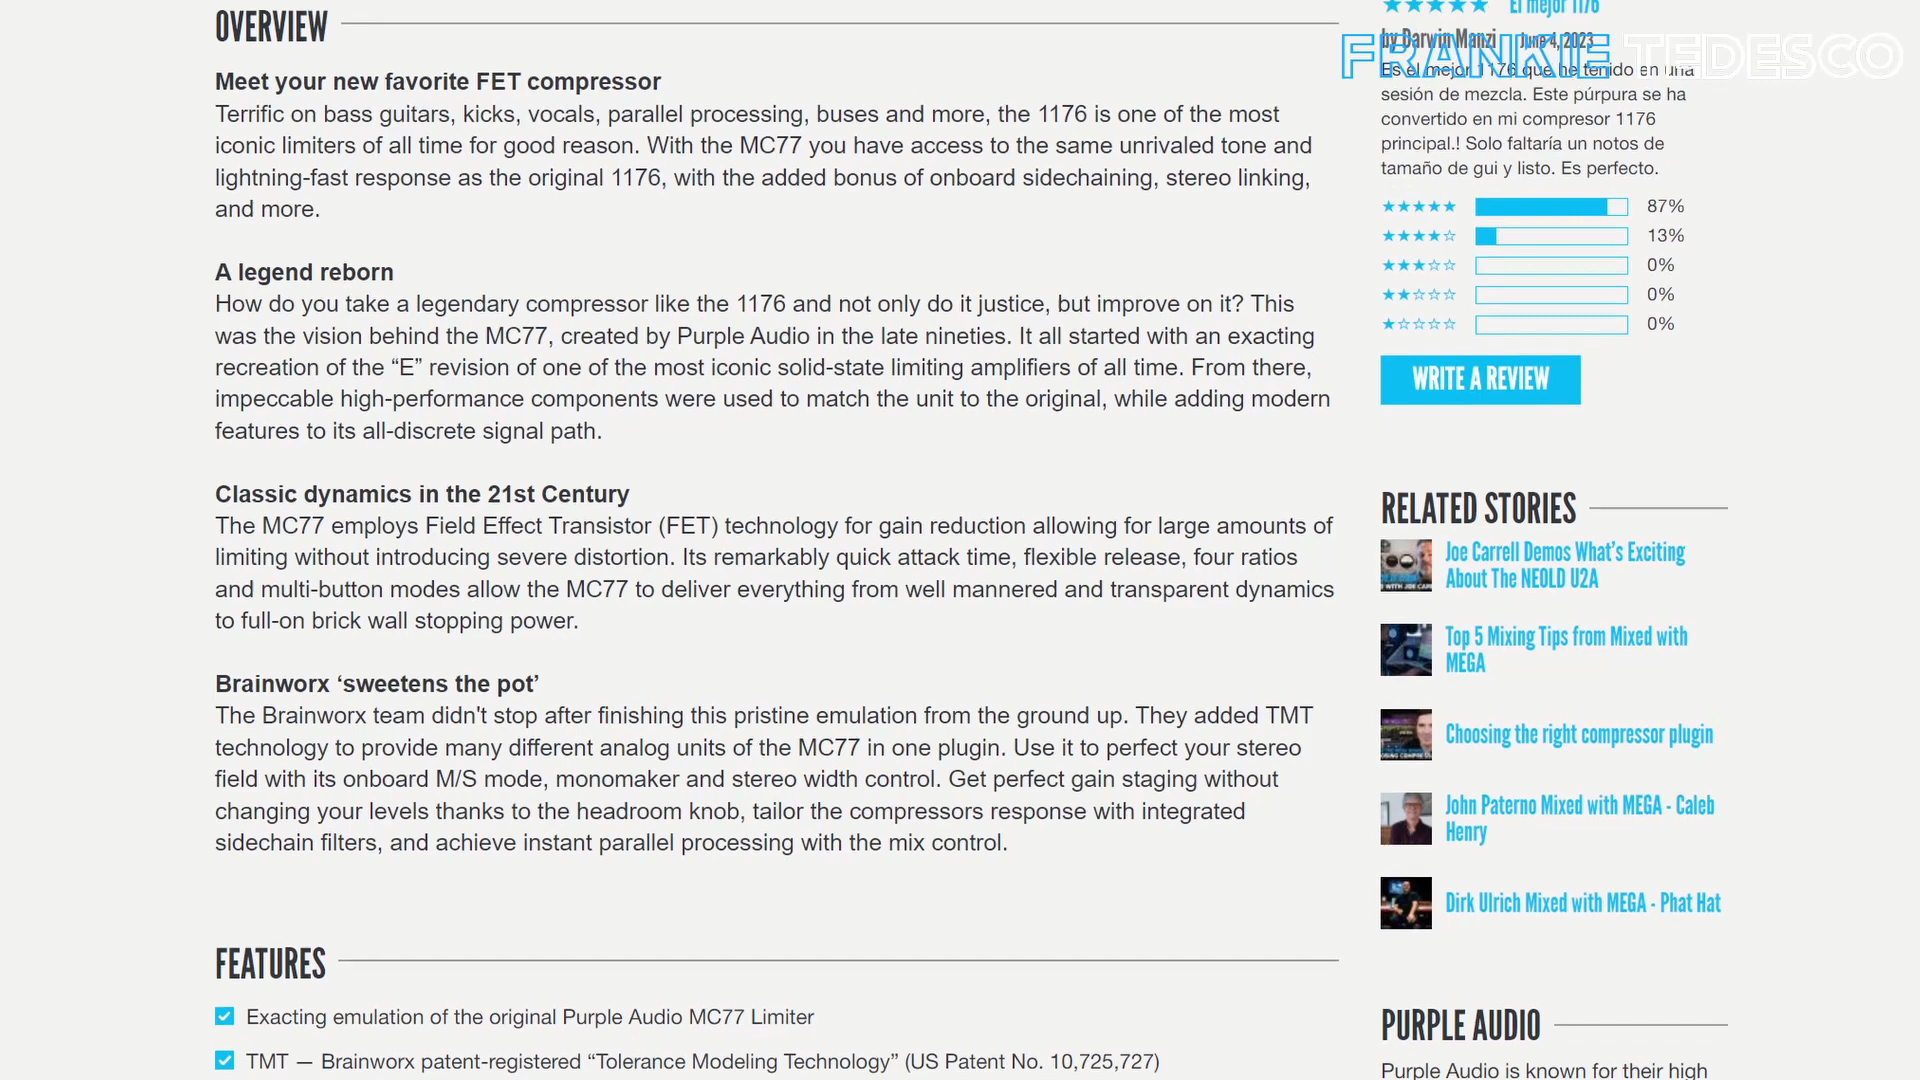 OVERVIEW
Meet your new favorite FET compressor
Terrific on bass guitars, kicks, vocals, parallel processing, buses and more, the 1176 is one of the most
iconic limiters of all time for good reason. With the MC77 you have access to the same unrivaled tone and
lightning-fast response as the original 1176, with the added bonus of onboard sidechaining, stereo linking,
and more.
A legend reborn
How do you take a legendary compressor like the 1176 and not only do it justice, but improve on it? This
was the vision behind the MC77, created by Purple Audio in the late nineties. It all started with an exacting
recreation of the “E” revision of one of the most iconic solid-state limiting amplifiers of all time. From there,
impeccable high-performance components were used to match the unit to the original, while adding modern
features to its all-discrete signal path.
Classic dynamics in the 21st Century
The MC77 employs Field Effect Transistor (FET) technology for gain reduction allowing for large amounts of
limiting without introducing severe distortion. Its remarkably quick attack time, flexible release, four ratios
and multi-button modes allow the MC77 to deliver everything from well mannered and transparent dynamics
to full-on brick wall stopping power.
Brainworx ‘sweetens the pot’
The Brainworx team didn't stop after finishing this pristine emulation from the ground up. They added TMT
technology to provide many different analog units of the MC77 in one plugin. Use it to perfect your stereo
field with its onboard M/S mode, monomaker and stereo width control. Get perfect gain staging without
changing your levels thanks to the headroom knob, tailor the compressors response with integrated
sidechain filters, and achieve instant parallel processing with the mix control.
FEATURES
Exacting emulation of the original Purple Audio MC77 Limiter
TMT — Brainworx patent-registered “Tolerance Modeling Technology” (US Patent No. 10,725,727)
El mejor 1176
by Darwin Manzi June 4, 2023
FRANKIE TEDESCO
Es el mejor 1176 que he tenido en una
sesión de mezcla. Este púrpura se ha
convertido en mi compresor 1176
principal.! Solo faltaría un notos de
tamaño de gui y listo. Es perfecto.
87%
13%
0%
0%
0%
WRITE A REVIEW
RELATED STORIES
Joe Carrell Demos What’s Exciting
About The NEOLD U2A
Top 5 Mixing Tips from Mixed with
MEGA
Choosing the right compressor plugin
John Paterno Mixed with MEGA - Caleb
Henry
Dirk Ulrich Mixed with MEGA - Phat Hat
PURPLE AUDIO
Purple Audio is known for their high